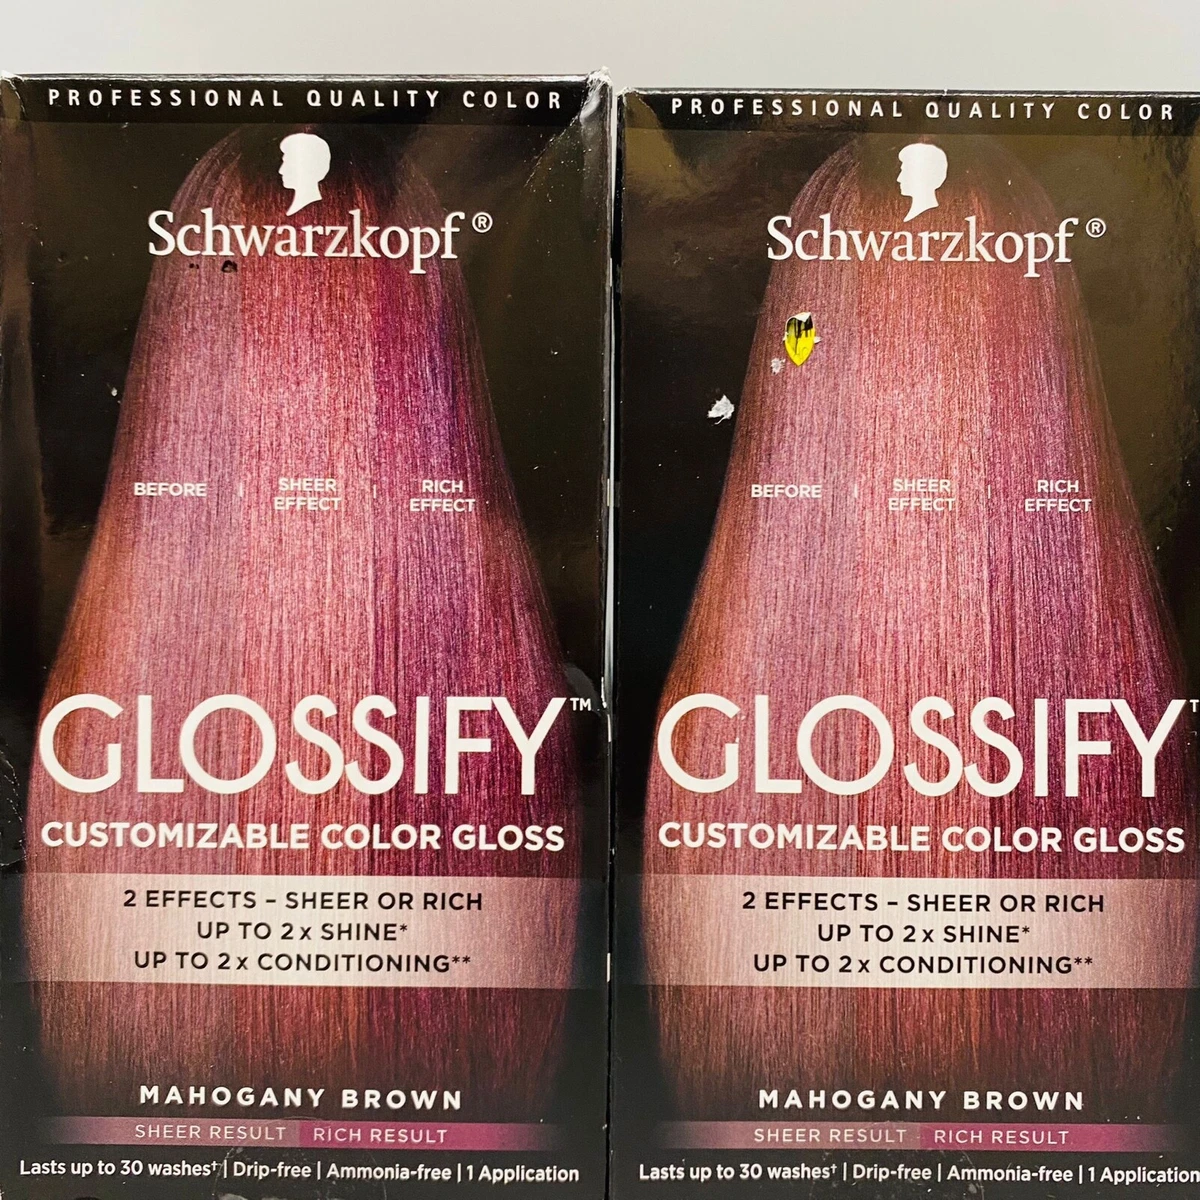 PROFESSIONAL QUALITY COLOR
Schwarzkopf®
BEFORE | SHEER EFFECT | RICH EFFECT
GLOSSIFY™
CUSTOMIZABLE COLOR GLOSS
2 EFFECTS – SHEER OR RICH
UP TO 2x SHINE*
UP TO 2x CONDITIONING**
MAHOGANY BROWN
SHEER RESULT RICH RESULT
Lasts up to 30 washes† | Drip-free | Ammonia-free | 1 Application
PROFESSIONAL QUALITY COLOR
Schwarzkopf®
BEFORE | SHEER EFFECT | RICH EFFECT
GLOSSIFY
CUSTOMIZABLE COLOR GLOSS
2 EFFECTS – SHEER OR RICH
UP TO 2x SHINE*
UP TO 2x CONDITIONING**
MAHOGANY BROWN
SHEER RESULT RICH RESULT
Lasts up to 30 washes† | Drip-free | Ammonia-free | 1 Application